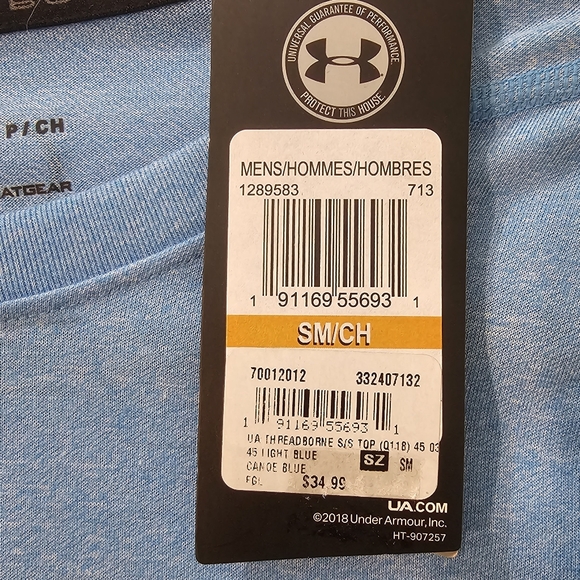 UNIVERSAL GUARANTEE OF PERFORMANCE
PROTECT THIS HOUSE
P / CH
ATGEAR
MENS/HOMMES/HOMBRES
1289583 713
1 91169 55693 1
SM/CH
70012012 332407132
1 91169 55693 1
UA THREADBORNE S/S TOP (Q118) 45 03
45 LIGHT BLUE SZ SM
CANOE BLUE
$34.99
UA.COM
©2018 Under Armour, Inc.
HT-907257